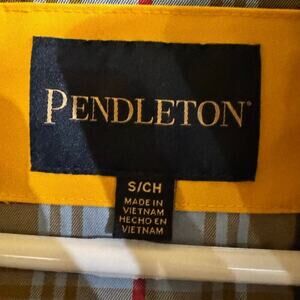 PENDLETON®
S/CH
MADE IN
VIETNAM
HECHO EN
VIETNAM